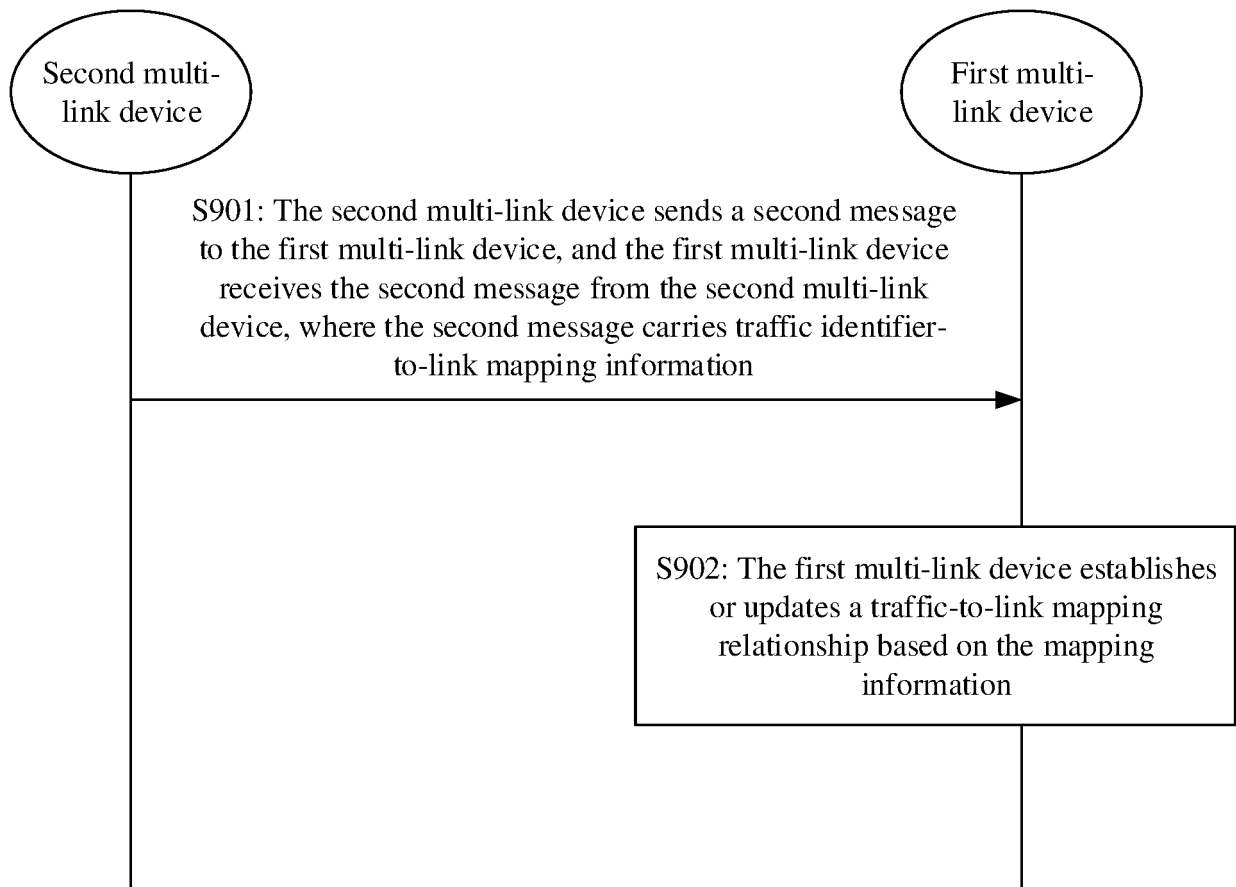 Second multi-
link device
First multi-
link device
S901: The second multi-link device sends a second message
to the first multi-link device, and the first multi-link device
receives the second message from the second multi-link
device, where the second message carries traffic identifier-
to-link mapping information
S902: The first multi-link device establishes
or updates a traffic-to-link mapping
relationship based on the mapping
information